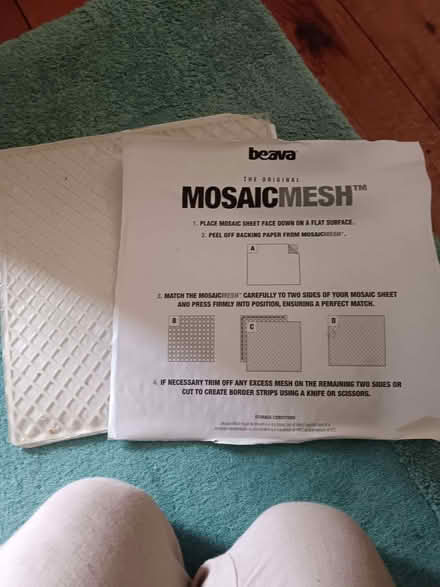 beava
THE ORIGINAL
MOSAICMESH™
1. PLACE MOSAIC SHEET FACE DOWN ON A FLAT SURFACE.
2. PEEL OFF BACKING PAPER FROM MOSAICMESH™.
A
3. MATCH THE MOSAICMESH™ CAREFULLY TO TWO SIDES OF YOUR MOSAIC SHEET
AND PRESS FIRMLY INTO POSITION, ENSURING A PERFECT MATCH.
B
C
D
4. IF NECESSARY TRIM OFF ANY EXCESS MESH ON THE REMAINING TWO SIDES OR
CUT TO CREATE BORDER STRIPS USING A KNIFE OR SCISSORS.
STORAGE CONDITIONS